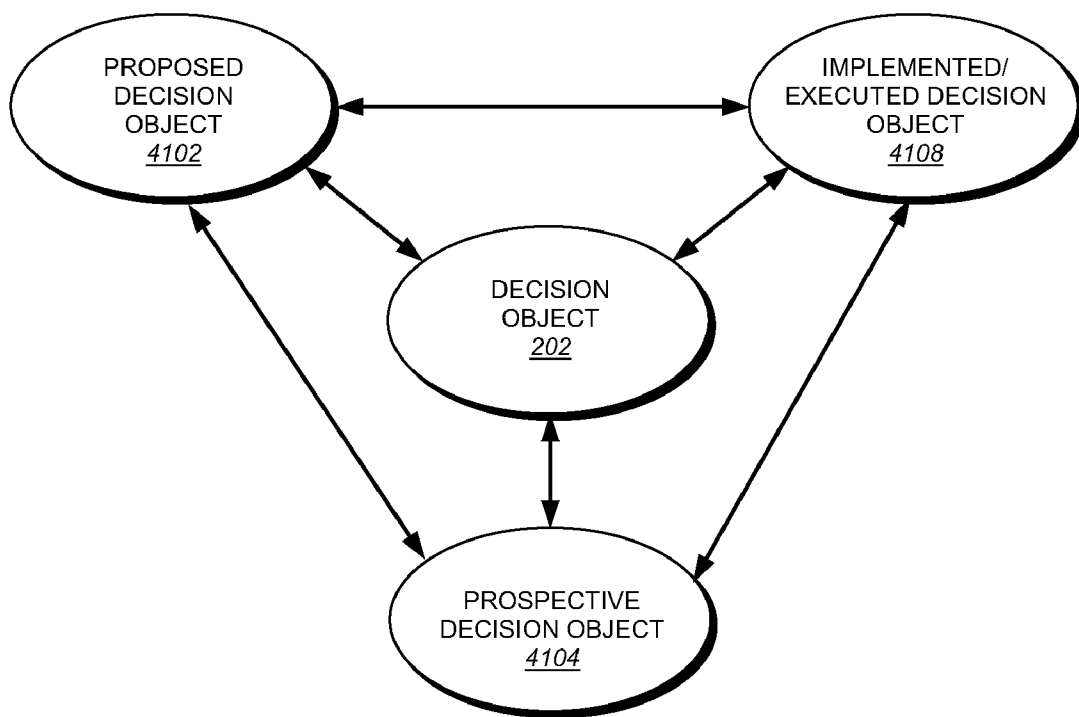 PROPOSED
DECISION
OBJECT
4102
IMPLEMENTED/
EXECUTED DECISION
OBJECT
4108
DECISION
OBJECT
202
PROSPECTIVE
DECISION OBJECT
4104